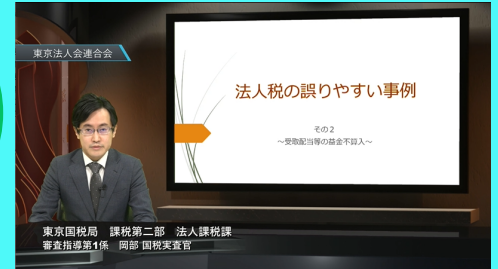 東京法人会連合会
法人税の誤りやすい事例
その２
～受取配当等の益金不算入～
東京国税局　課税第二部　法人課税課
審査指導第1係　岡部 国税実査官